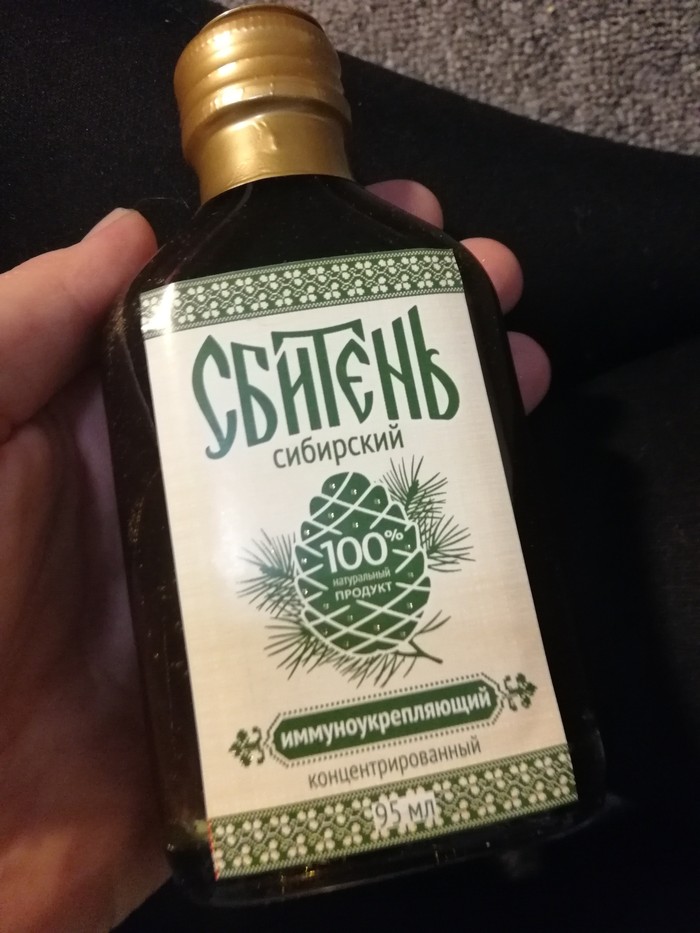 СБИТЕНЬ
сибирский
100%
натуральный
ПРОДУКТ
иммуноукрепляющий
концентрированный
95 мл